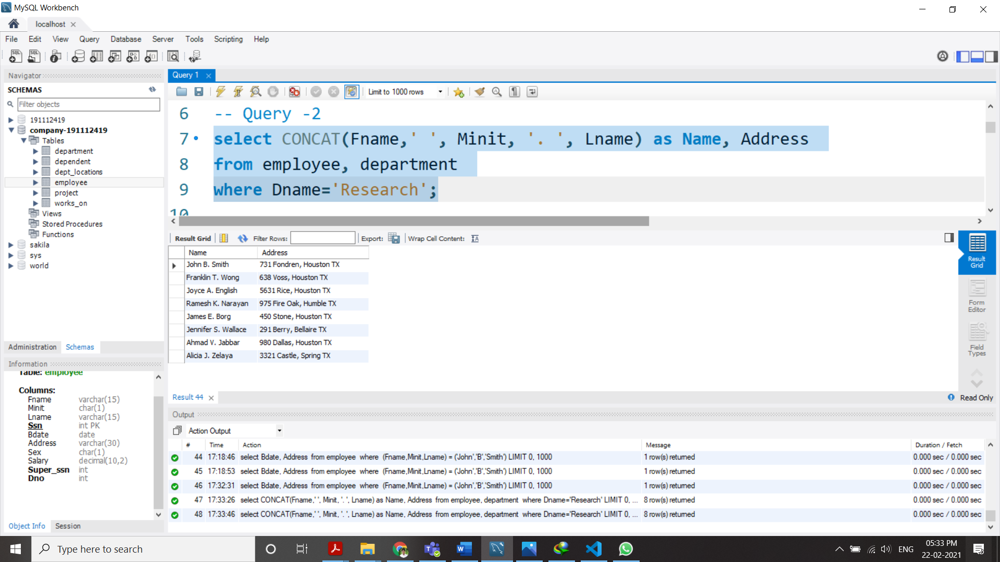 MySQL Workbench
localhost
File Edit View Query Database Server Tools Scripting Help
Navigator
SCHEMAS
Filter objects
191112419
company-191112419
Tables
department
dependent
dept_locations
employee
project
works_on
Views
Stored Procedures
Functions
sakila
sys
world
Administration Schemas
Information
Table: employee
Columns:
Fname varchar(15)
Minit char(1)
Lname varchar(15)
Ssn int PK
Bdate date
Address varchar(30)
Sex char(1)
Salary decimal(10,2)
Super_ssn int
Dno int
Object Info Session
Query 1
Limit to 1000 rows
6 -- Query -2
7 select CONCAT(Fname,' ', Minit, '. ', Lname) as Name, Address
8 from employee, department
9 where Dname='Research';
10
Result Grid Filter Rows: Export: Wrap Cell Content:
Name Address
John B. Smith 731 Fondren, Houston TX
Franklin T. Wong 638 Voss, Houston TX
Joyce A. English 5631 Rice, Houston TX
Ramesh K. Narayan 975 Fire Oak, Humble TX
James E. Borg 450 Stone, Houston TX
Jennifer S. Wallace 291 Berry, Bellaire TX
Ahmad V. Jabbar 980 Dallas, Houston TX
Alicia J. Zelaya 3321 Castle, Spring TX
Result Grid
Form Editor
Field Types
Result 44
Read Only
Output
Action Output
# Time Action Message Duration / Fetch
44 17:18:46 select Bdate, Address from employee where (Fname,Minit,Lname) = ('John','B','Smith') LIMIT 0, 1000 1 row(s) returned 0.000 sec / 0.000 sec
45 17:18:53 select Bdate, Address from employee where (Fname,Minit,Lname) = ('John','B','Smith') LIMIT 0, 1000 1 row(s) returned 0.000 sec / 0.000 sec
46 17:32:31 select Bdate, Address from employee where (Fname,Minit,Lname) = ('John','B','Smith') LIMIT 0, 1000 1 row(s) returned 0.000 sec / 0.000 sec
47 17:33:26 select CONCAT(Fname,' ', Minit, '. ', Lname) as Name, Address from employee, department where Dname='Research' LIMIT 0, ... 8 row(s) returned 0.000 sec / 0.000 sec
48 17:33:46 select CONCAT(Fname,' ', Minit, '. ', Lname) as Name, Address from employee, department where Dname='Research' LIMIT 0, ... 8 row(s) returned 0.000 sec / 0.000 sec
Type here to search
ENG
05:33 PM
22-02-2021